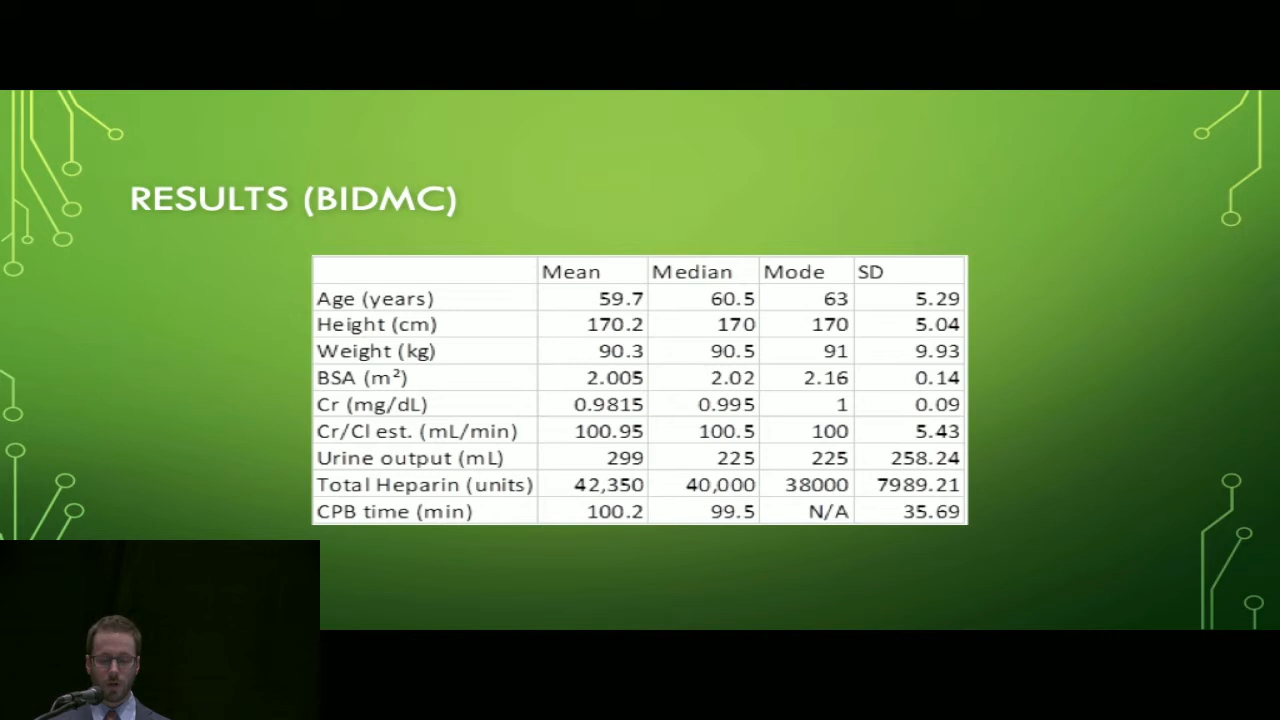 RESULTS (BIDMC)
Mean Median Mode SD
Age (years) 59.7 60.5 63 5.29
Height (cm) 170.2 170 170 5.04
Weight (kg) 90.3 90.5 91 9.93
BSA (m²) 2.005 2.02 2.16 0.14
Cr (mg/dL) 0.9815 0.995 1 0.09
Cr/Cl est. (mL/min) 100.95 100.5 100 5.43
Urine output (mL) 299 225 225 258.24
Total Heparin (units) 42,350 40,000 38000 7989.21
CPB time (min) 100.2 99.5 N/A 35.69